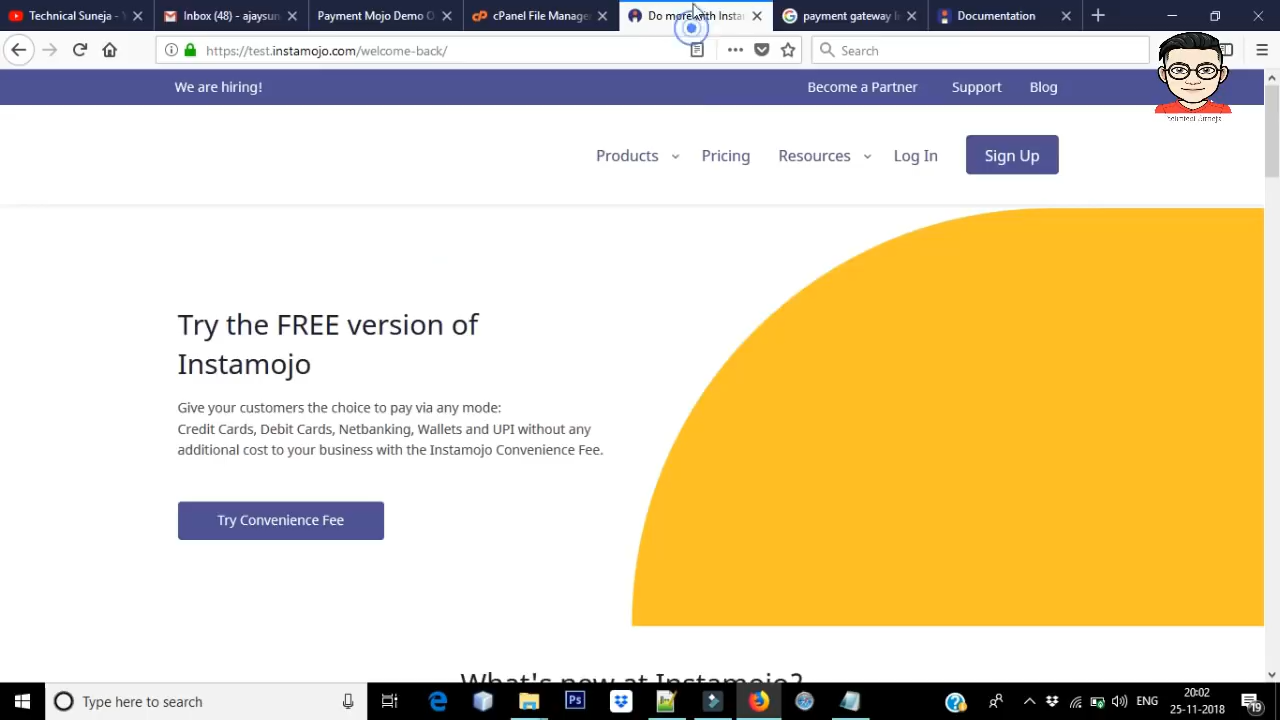 Technical Suneja - Y
Inbox (48) - ajaysun
Payment Mojo Demo O
cPanel File Manage
Do more with Insta
payment gateway i
Documentation
https://test.instamojo.com/welcome-back/
Search
We are hiring!
Become a Partner
Support
Blog
Products
Pricing
Resources
Log In
Sign Up
Try the FREE version of
Instamojo
Give your customers the choice to pay via any mode:
Credit Cards, Debit Cards, Netbanking, Wallets and UPI without any
additional cost to your business with the Instamojo Convenience Fee.
Try Convenience Fee
What's new at Instamojo?
Type here to search
ENG
20:02
25-11-2018
19